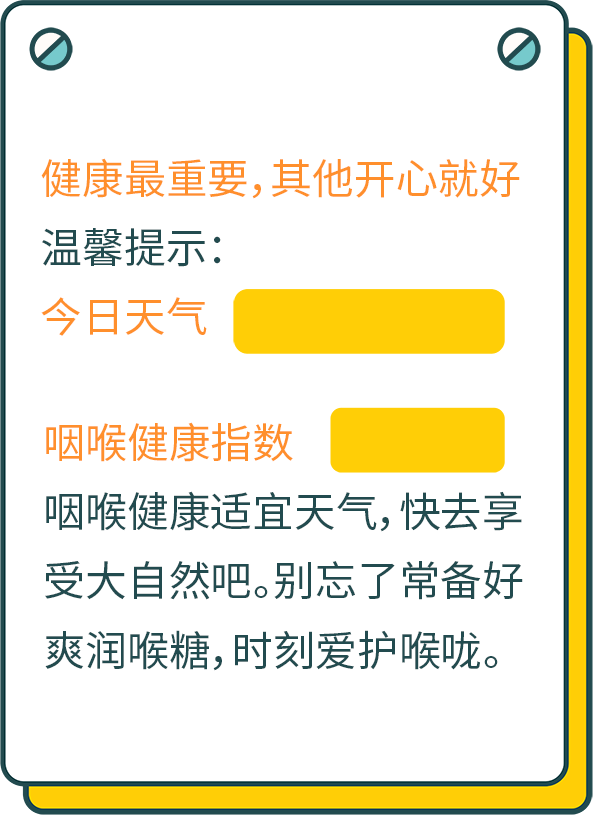 健康最重要，其他开心就好
温馨提示：
今日天气
咽喉健康指数
咽喉健康适宜天气，快去享
受大自然吧。别忘了常备好
爽润喉糖，时刻爱护喉咙。